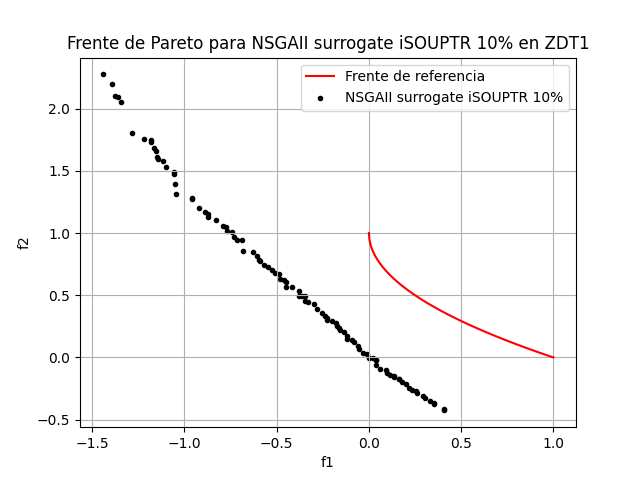 Frente de Pareto para NSGAII surrogate iSOUPTR 10% en ZDT1
Frente de referencia
NSGAII surrogate iSOUPTR 10%
f2
2.0
1.5
1.0
0.5
0.0
−0.5
−1.5
−1.0
−0.5
0.0
0.5
1.0
f1